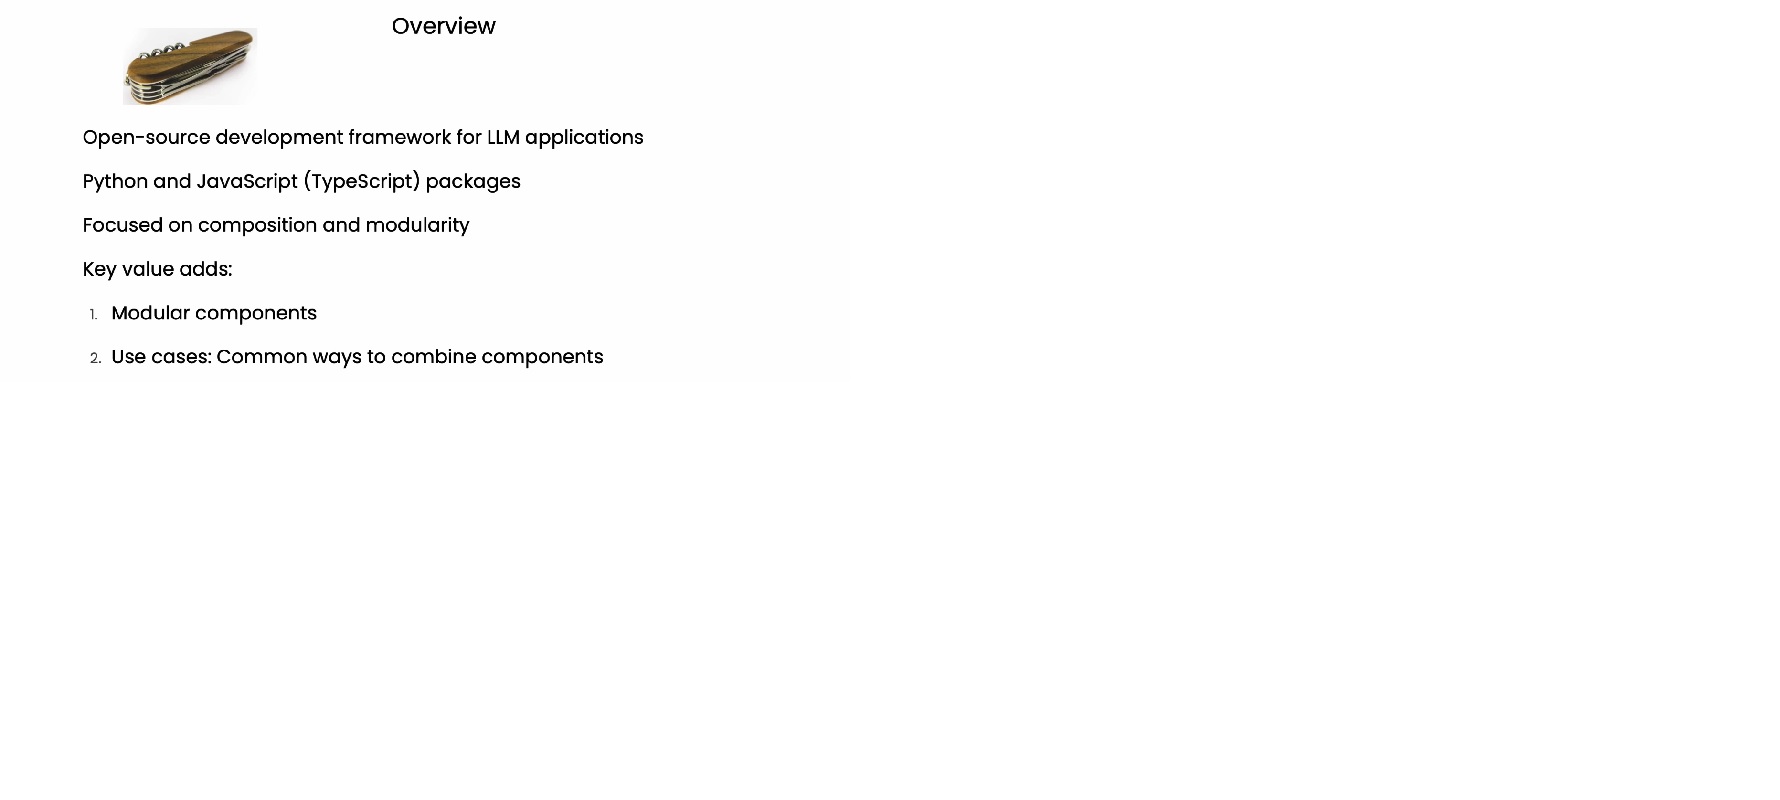 Overview
Open-source development framework for LLM applications
Python and JavaScript (TypeScript) packages
Focused on composition and modularity
Key value adds:
1. Modular components
2. Use cases: Common ways to combine components